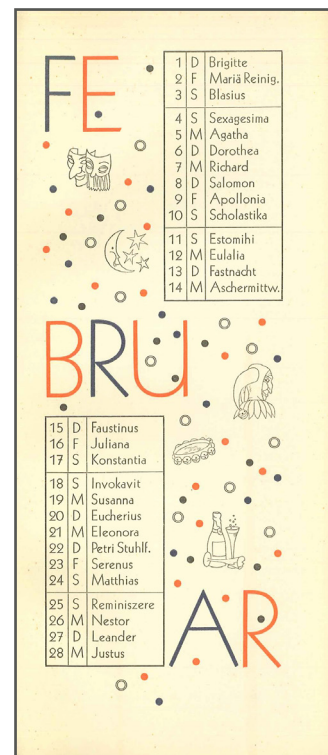 FE
1 D Brigitte
2 F Mariä Reinig.
3 S Blasius
4 S Sexagesima
5 M Agatha
6 D Dorothea
7 M Richard
8 D Salomon
9 F Apollonia
10 S Scholastika
11 S Estomihi
12 M Eulalia
13 D Fastnacht
14 M Aschermittw.
BRU
15 D Faustinus
16 F Juliana
17 S Konstantia
18 S Invokavit
19 M Susanna
20 D Eucherius
21 M Eleonora
22 D Petri Stuhlf.
23 F Serenus
24 S Matthias
25 S Reminiszere
26 M Nestor
27 D Leander
28 M Justus
AR